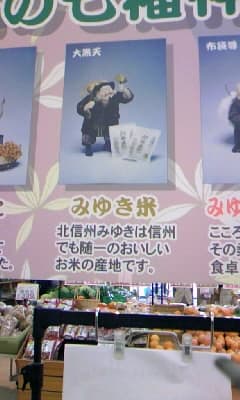 の七福神
大黒天
布袋尊
みゆき米
北信州みゆきは信州
でも随一のおいしい
お米の産地です。
みゆ
こころ
その幸
食卓
た。